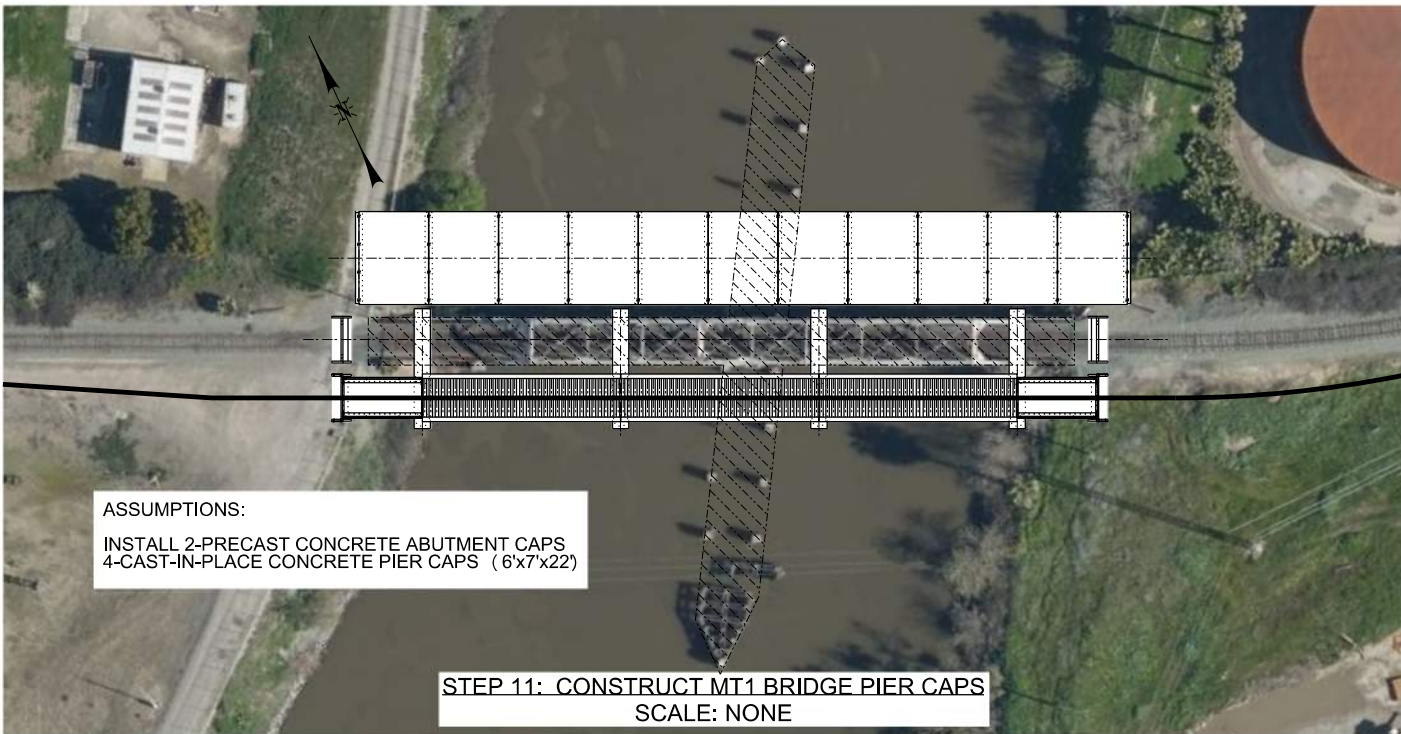 N
ASSUMPTIONS:
INSTALL 2-PRECAST CONCRETE ABUTMENT CAPS
4-CAST-IN-PLACE CONCRETE PIER CAPS (6'x7'x22')
STEP 11: CONSTRUCT MT1 BRIDGE PIER CAPS
SCALE: NONE